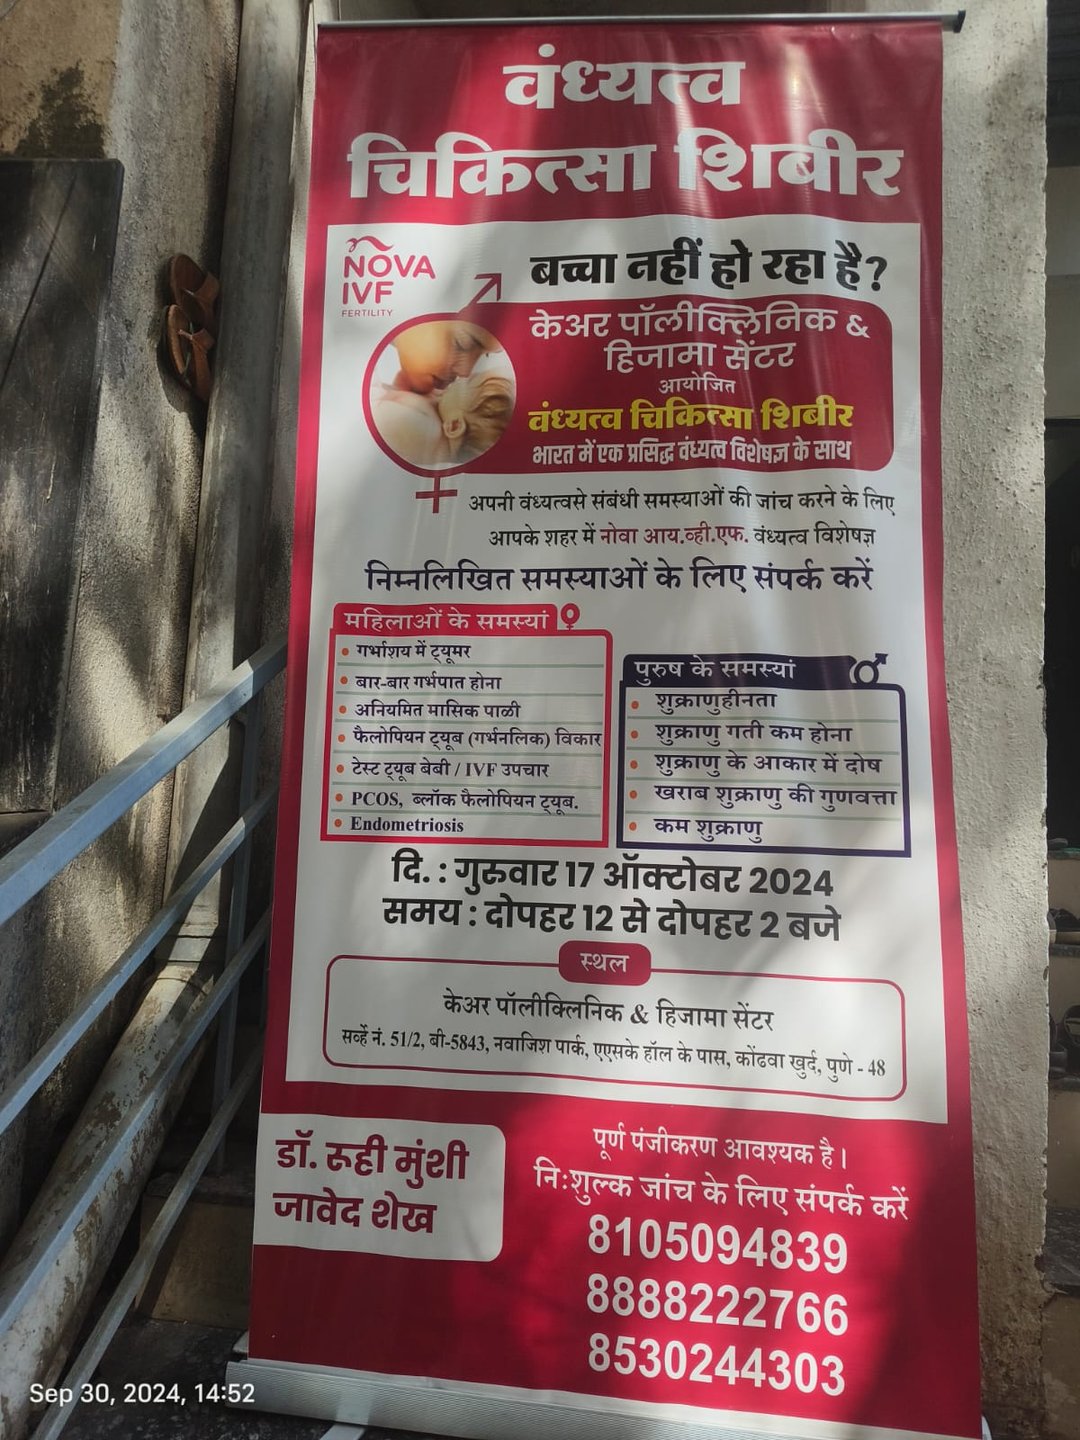 वंध्यत्व
चिकित्सा शिबीर
NOVA
IVF
FERTILITY
बच्चा नहीं हो रहा है?
केअर पॉलीक्लिनिक &
हिजामा सेंटर
आयोजित
वंध्यत्व चिकित्सा शिबीर
भारत में एक प्रसिद्ध वंध्यत्व विशेषज्ञ के साथ
अपनी वंध्यत्वसे संबंधी समस्याओं की जांच करने के लिए
आपके शहर में नोवा आय.व्ही.एफ. वंध्यत्व विशेषज्ञ
निम्नलिखित समस्याओं के लिए संपर्क करें
महिलाओं के समस्यां
• गर्भाशय में ट्यूमर
• बार-बार गर्भपात होना
• अनियमित मासिक पाळी
• फैलोपियन ट्यूब (गर्भनलिक) विकार
• टेस्ट ट्यूब बेबी / IVF उपचार
• PCOS, ब्लॉक फैलोपियन ट्यूब.
• Endometriosis
पुरुष के समस्यां
• शुक्राणुहीनता
• शुक्राणु गती कम होना
• शुक्राणु के आकार में दोष
• खराब शुक्राणु की गुणवत्ता
• कम शुक्राणु
दि. : गुरुवार 17 ऑक्टोबर 2024
समय : दोपहर 12 से दोपहर 2 बजे
स्थल
केअर पॉलीक्लिनिक & हिजामा सेंटर
सर्व्हे नं. 51/2, बी-5843, नवाजिश पार्क, एएसके हॉल के पास, कोंढवा खुर्द, पुणे - 48
डॉ. रूही मुंशी
जावेद शेख
पूर्ण पंजीकरण आवश्यक है।
निःशुल्क जांच के लिए संपर्क करें
8105094839
8888222766
8530244303
Sep 30, 2024, 14:52